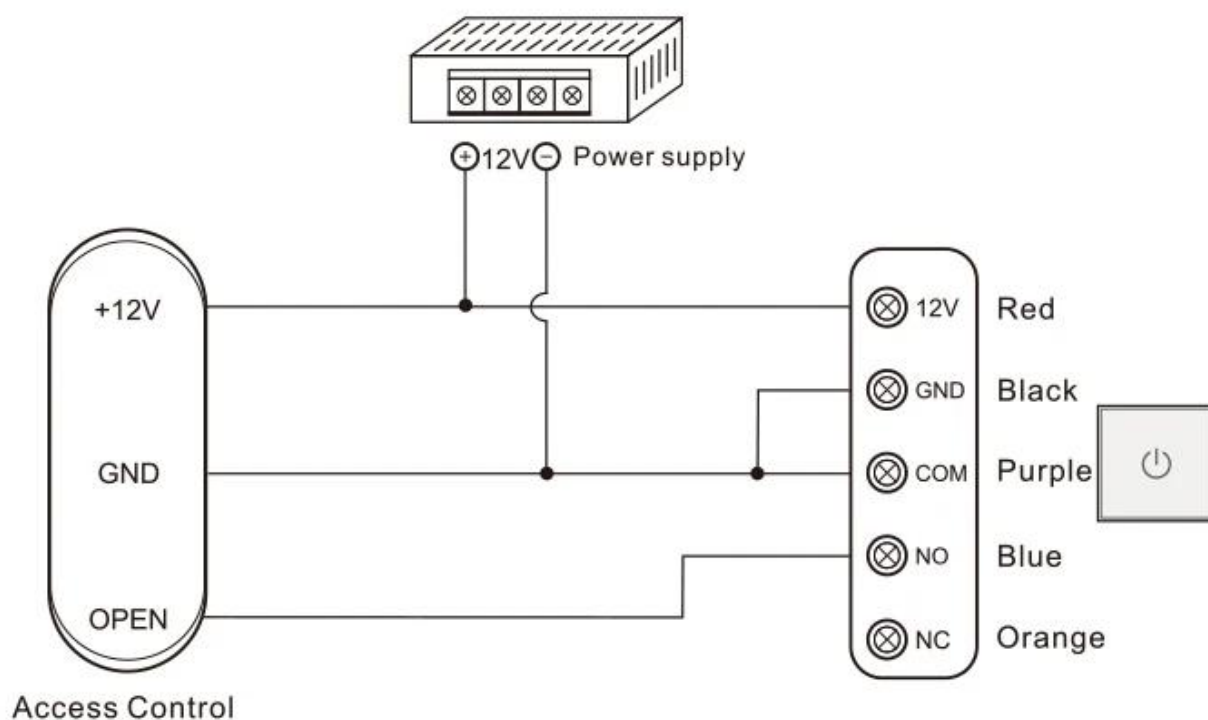 12V Power supply
+12V
GND
OPEN
Access Control
12V Red
GND Black
COM Purple
NO Blue
NC Orange